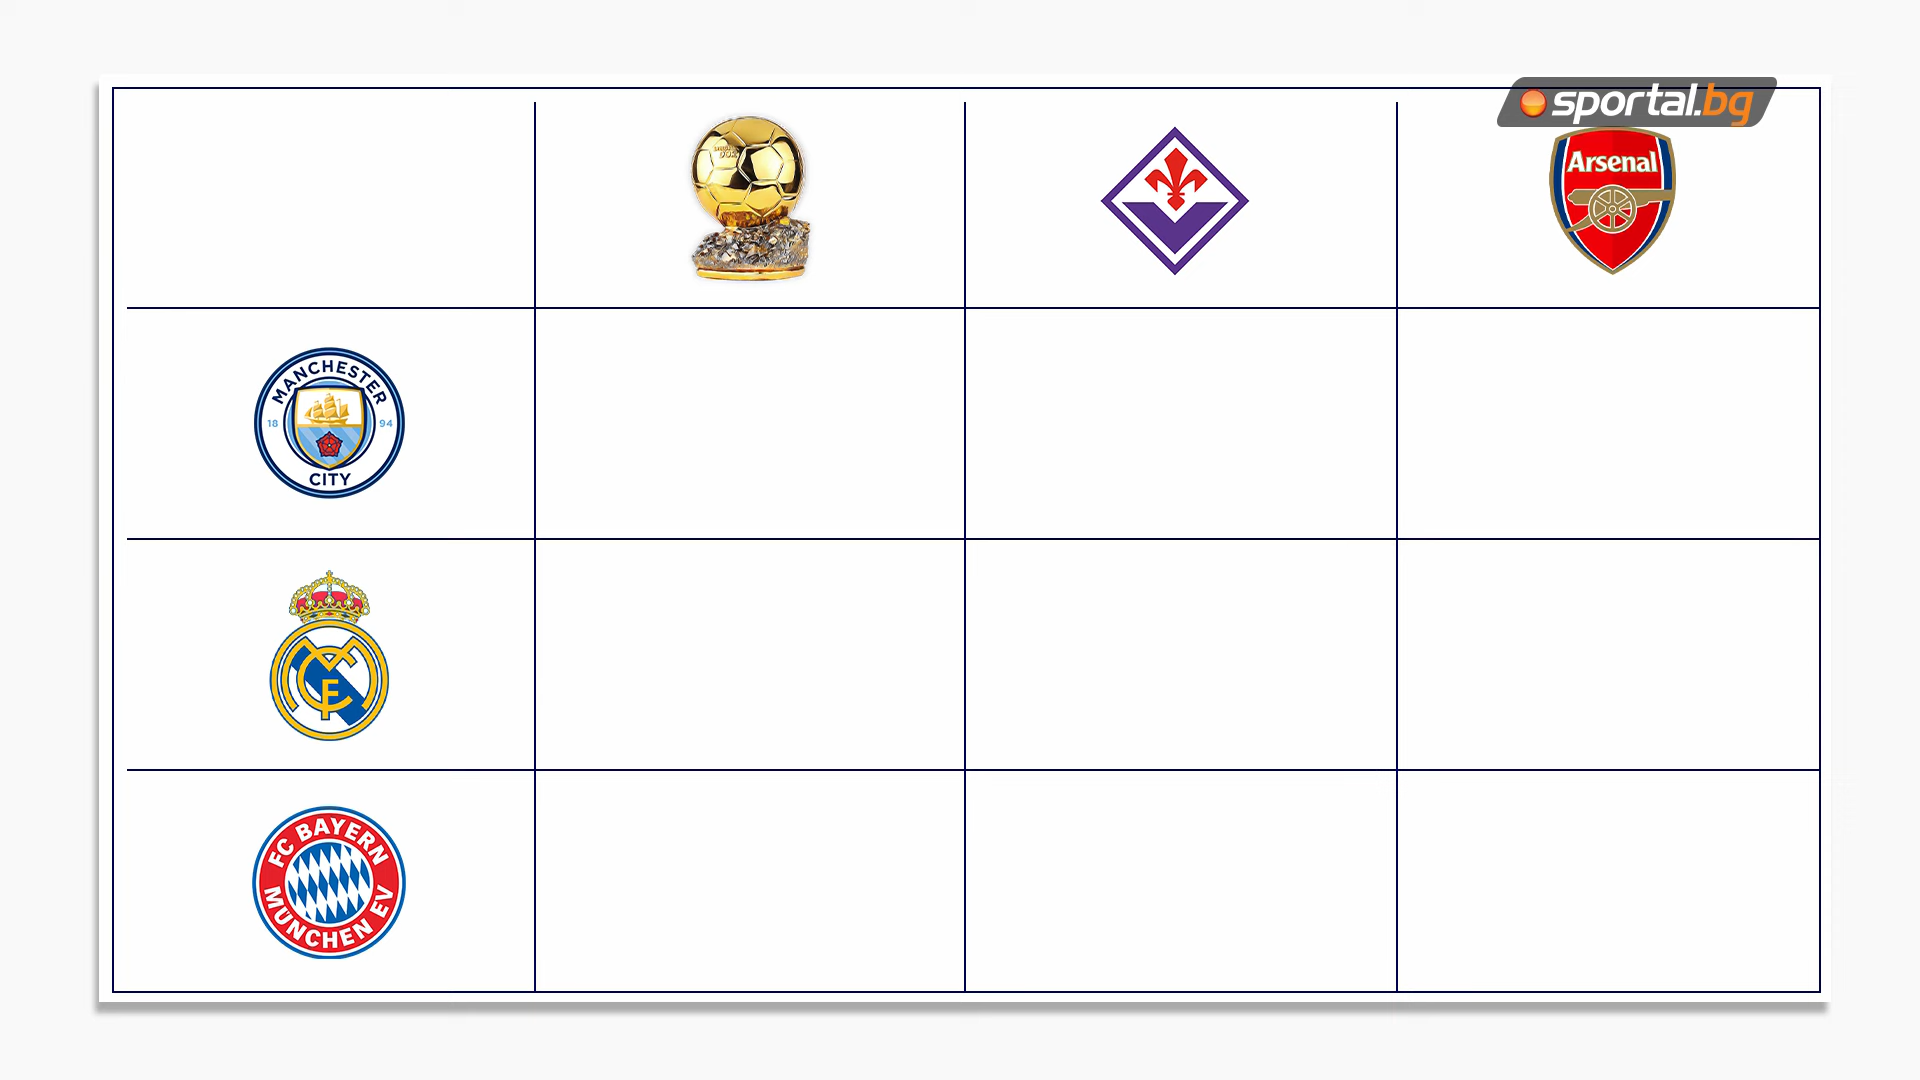 sportal.bg
Arsenal
MANCHESTER
18 94
CITY
FC BAYERN
MÜNCHEN EV